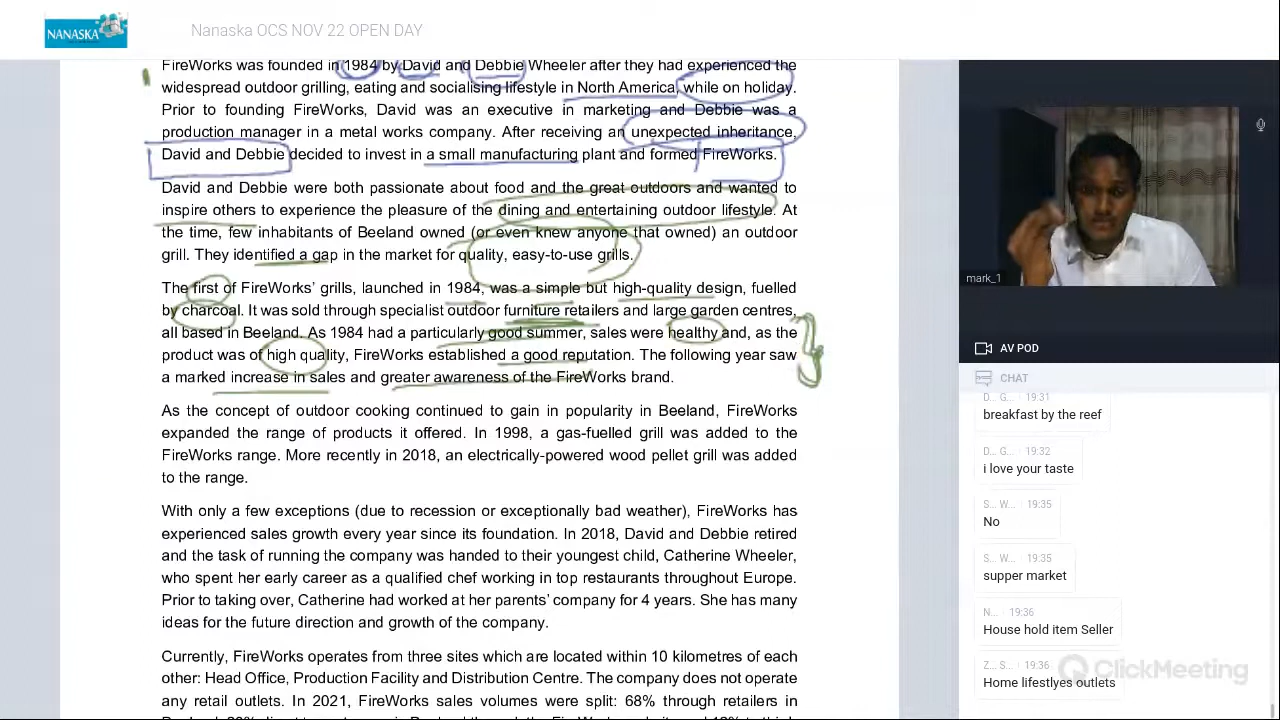 NANASKA
Nanaska OCS NOV 22 OPEN DAY
FireWorks was founded in 1984 by David and Debbie Wheeler after they had experienced the
widespread outdoor grilling, eating and socialising lifestyle in North America, while on holiday.
Prior to founding FireWorks, David was an executive in marketing and Debbie was a
production manager in a metal works company. After receiving an unexpected inheritance,
David and Debbie decided to invest in a small manufacturing plant and formed FireWorks.
David and Debbie were both passionate about food and the great outdoors and wanted to
inspire others to experience the pleasure of the dining and entertaining outdoor lifestyle. At
the time, few inhabitants of Beeland owned (or even knew anyone that owned) an outdoor
grill. They identified a gap in the market for quality, easy-to-use grills.
The first of FireWorks' grills, launched in 1984, was a simple but high-quality design, fuelled
by charcoal. It was sold through specialist outdoor furniture retailers and large garden centres,
all based in Beeland. As 1984 had a particularly good summer, sales were healthy and, as the
product was of high quality, FireWorks established a good reputation. The following year saw
a marked increase in sales and greater awareness of the FireWorks brand.
As the concept of outdoor cooking continued to gain in popularity in Beeland, FireWorks
expanded the range of products it offered. In 1998, a gas-fuelled grill was added to the
FireWorks range. More recently in 2018, an electrically-powered wood pellet grill was added
to the range.
With only a few exceptions (due to recession or exceptionally bad weather), FireWorks has
experienced sales growth every year since its foundation. In 2018, David and Debbie retired
and the task of running the company was handed to their youngest child, Catherine Wheeler,
who spent her early career as a qualified chef working in top restaurants throughout Europe.
Prior to taking over, Catherine had worked at her parents' company for 4 years. She has many
ideas for the future direction and growth of the company.
Currently, FireWorks operates from three sites which are located within 10 kilometres of each
other: Head Office, Production Facility and Distribution Centre. The company does not operate
any retail outlets. In 2021, FireWorks sales volumes were split: 68% through retailers in
mark_1
AV POD
CHAT
D... G... 19:31
breakfast by the reef
D... G... 19:32
i love your taste
S... W... 19:35
No
S... W... 19:35
supper market
N... 19:36
House hold item Seller
Z... S... 19:36
Home lifestlyes outlets
ClickMeeting